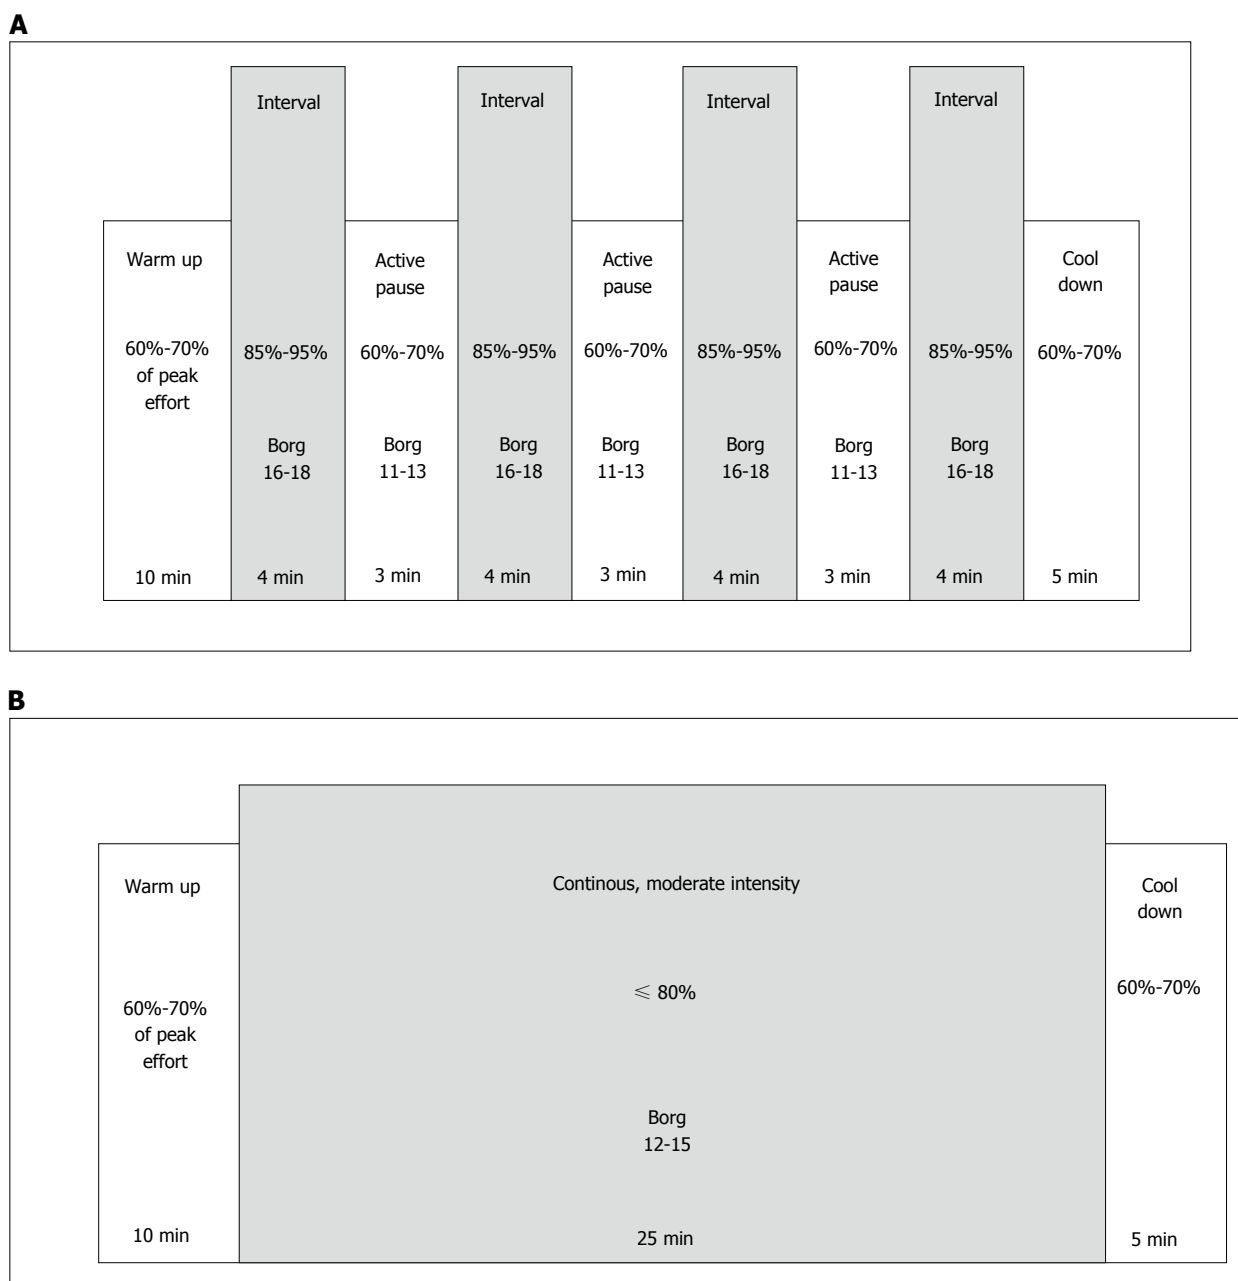 A
Interval
Interval
Interval
Interval
Warm up
Active
pause
Active
pause
Active
pause
Cool
down
60%-70%
of peak
effort
85%-95%
60%-70%
85%-95%
60%-70%
85%-95%
60%-70%
85%-95%
60%-70%
Borg
16-18
Borg
11-13
Borg
16-18
Borg
11-13
Borg
16-18
Borg
11-13
Borg
16-18
10 min
4 min
3 min
4 min
3 min
4 min
3 min
4 min
5 min
B
Warm up
Continous, moderate intensity
Cool
down
60%-70%
of peak
effort
≤ 80%
60%-70%
Borg
12-15
10 min
25 min
5 min